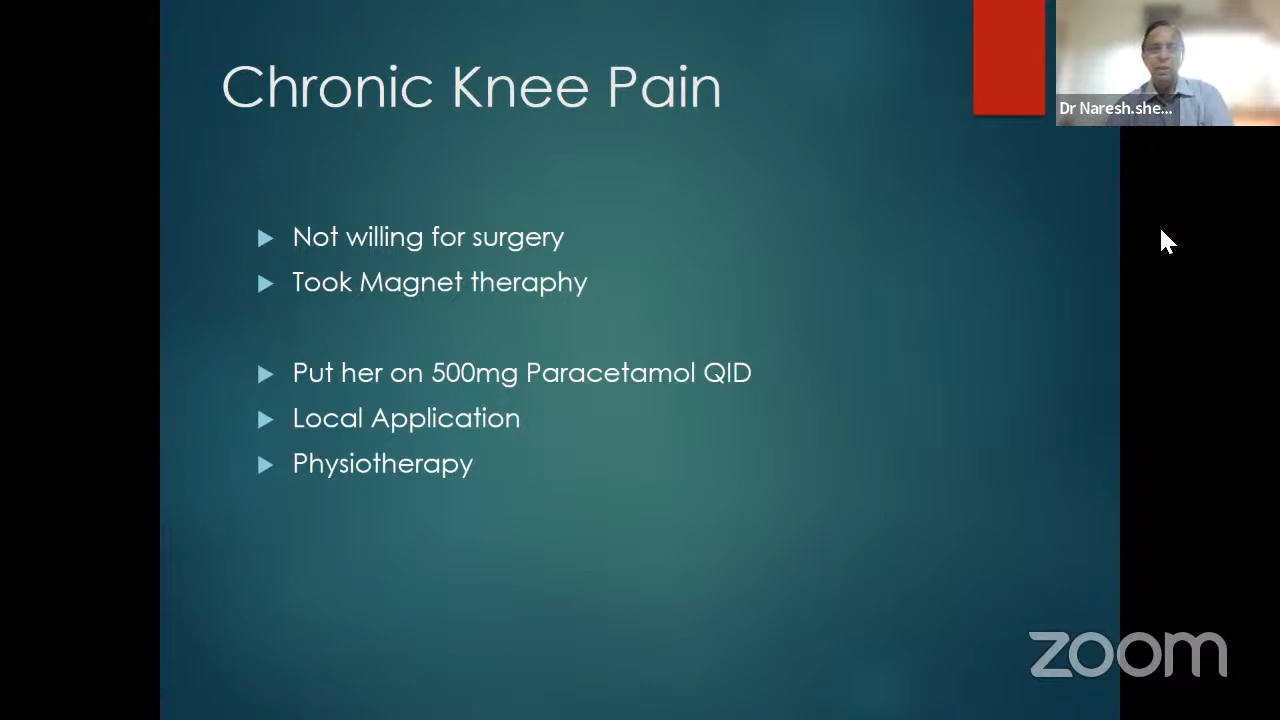 Chronic Knee Pain
Dr Naresh.she...
Not willing for surgery
Took Magnet theraphy
Put her on 500mg Paracetamol QID
Local Application
Physiotherapy
zoom